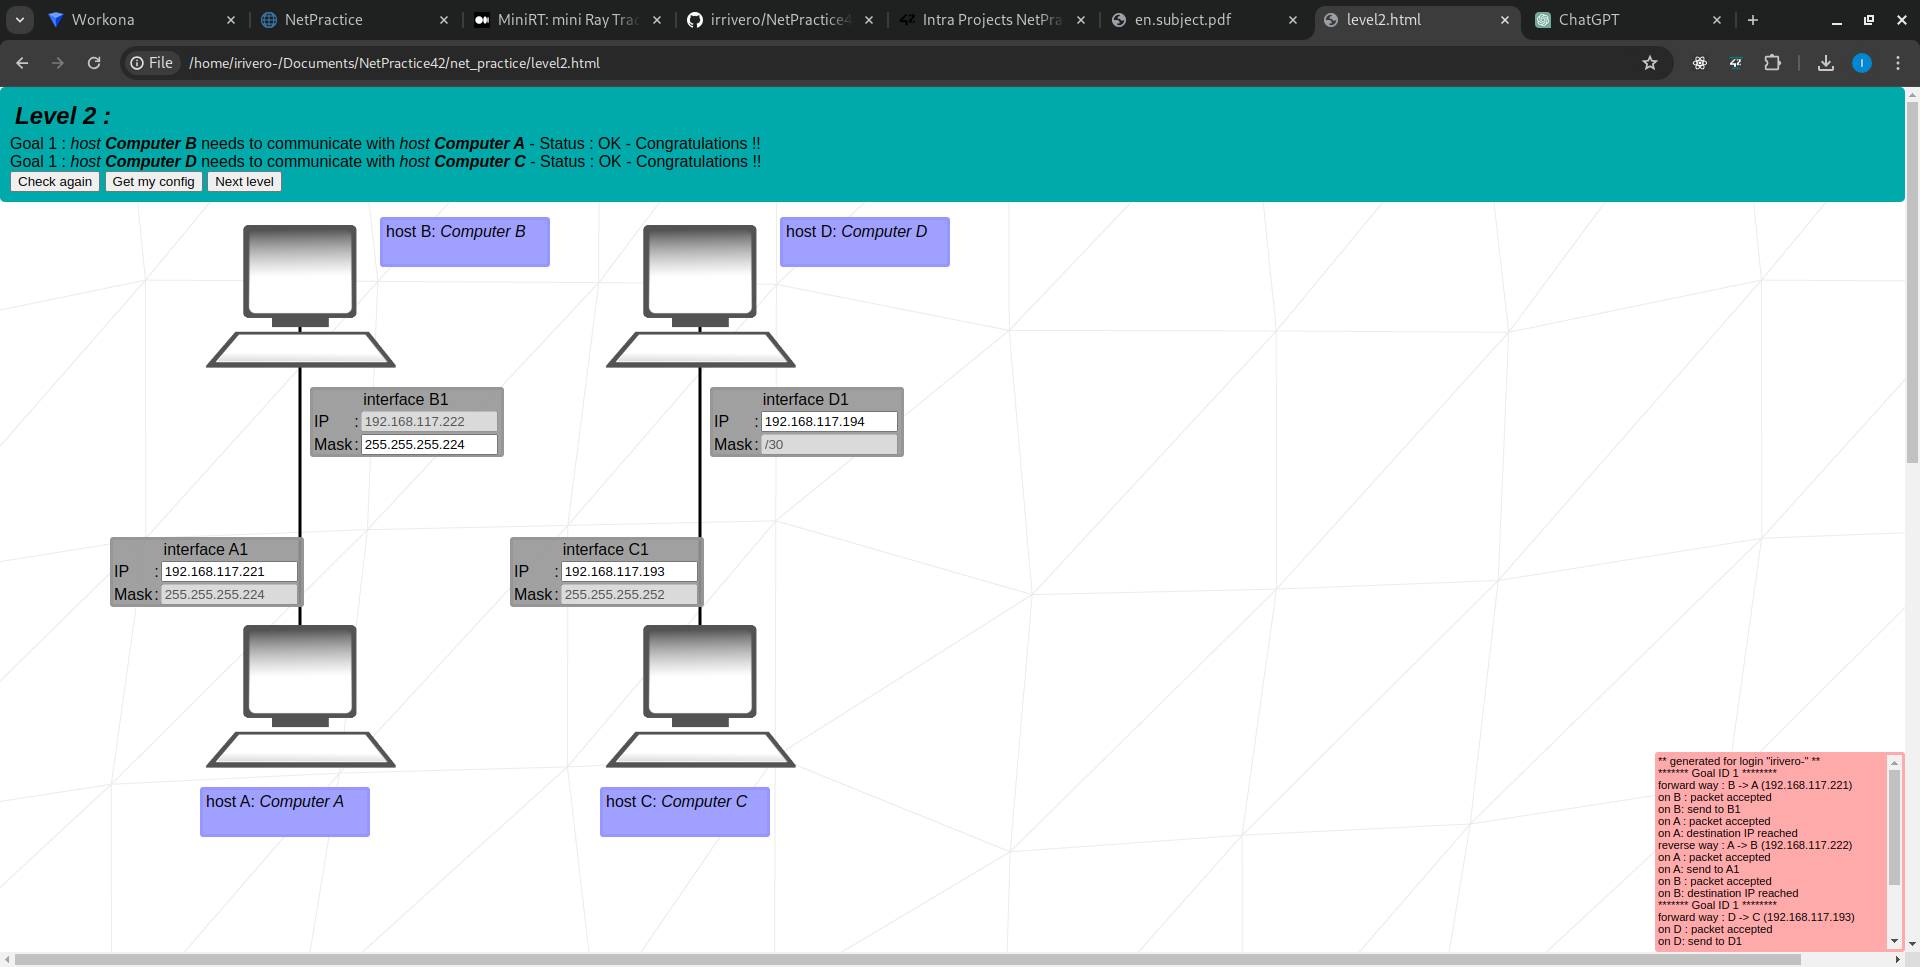 Workona
NetPractice
MiniRT: mini Ray Trac
irrivero/NetPractice4
Intra Projects NetPra
en.subject.pdf
level2.html
ChatGPT
File
/home/irivero-/Documents/NetPractice42/net_practice/level2.html
Level 2 :
Goal 1 : host Computer B needs to communicate with host Computer A - Status : OK - Congratulations !!
Goal 1 : host Computer D needs to communicate with host Computer C - Status : OK - Congratulations !!
Check again Get my config Next level
host B: Computer B
host D: Computer D
interface B1
IP : 192.168.117.222
Mask : 255.255.255.224
interface D1
IP : 192.168.117.194
Mask : /30
interface A1
IP : 192.168.117.221
Mask : 255.255.255.224
interface C1
IP : 192.168.117.193
Mask : 255.255.255.252
host A: Computer A
host C: Computer C
** generated for login "irivero-" **
******* Goal ID 1 ********
forward way : B -> A (192.168.117.221)
on B : packet accepted
on B: send to B1
on A : packet accepted
on A: destination IP reached
reverse way : A -> B (192.168.117.222)
on A : packet accepted
on A: send to A1
on B : packet accepted
on B: destination IP reached
******* Goal ID 1 ********
forward way : D -> C (192.168.117.193)
on D : packet accepted
on D: send to D1